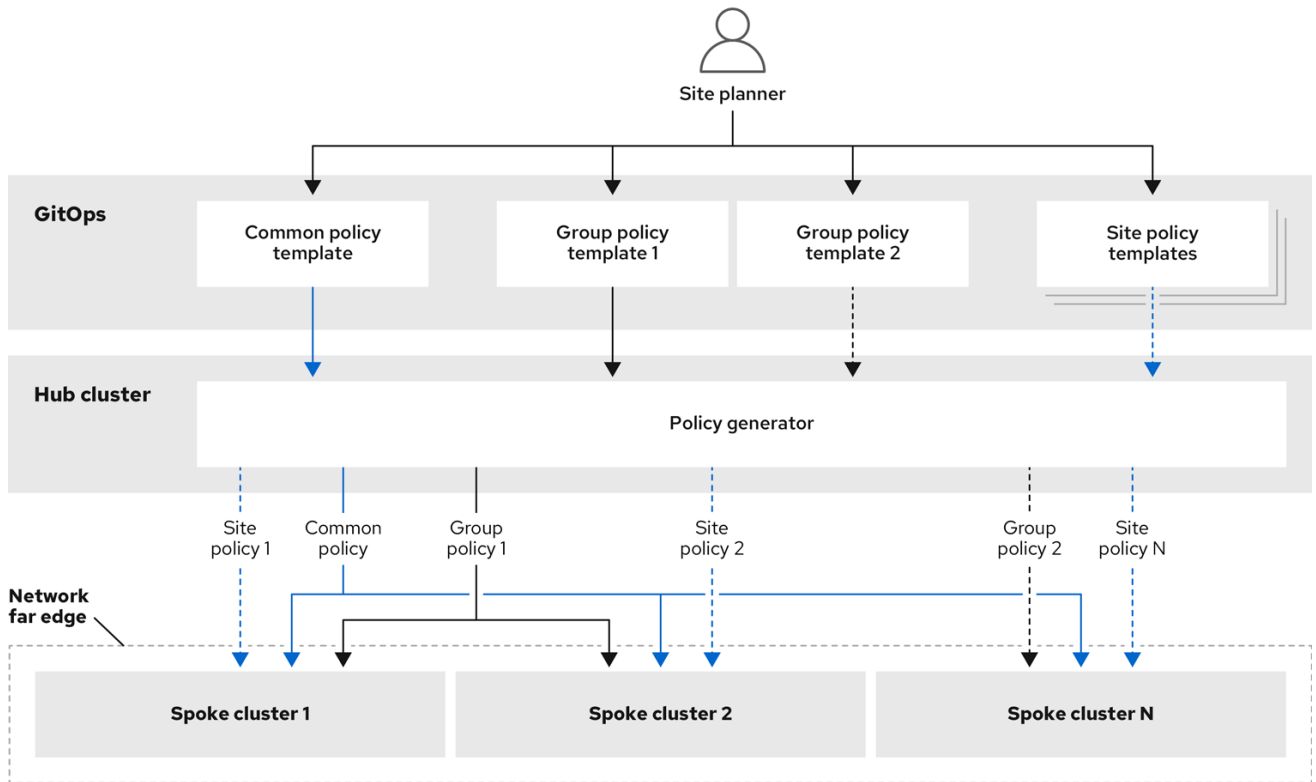 Site planner
GitOps
Common policy
template
Group policy
template 1
Group policy
template 2
Site policy
templates
Hub cluster
Policy generator
Site
policy 1
Common
policy
Group
policy 1
Site
policy 2
Group
policy 2
Site
policy N
Network
far edge
Spoke cluster 1
Spoke cluster 2
Spoke cluster N